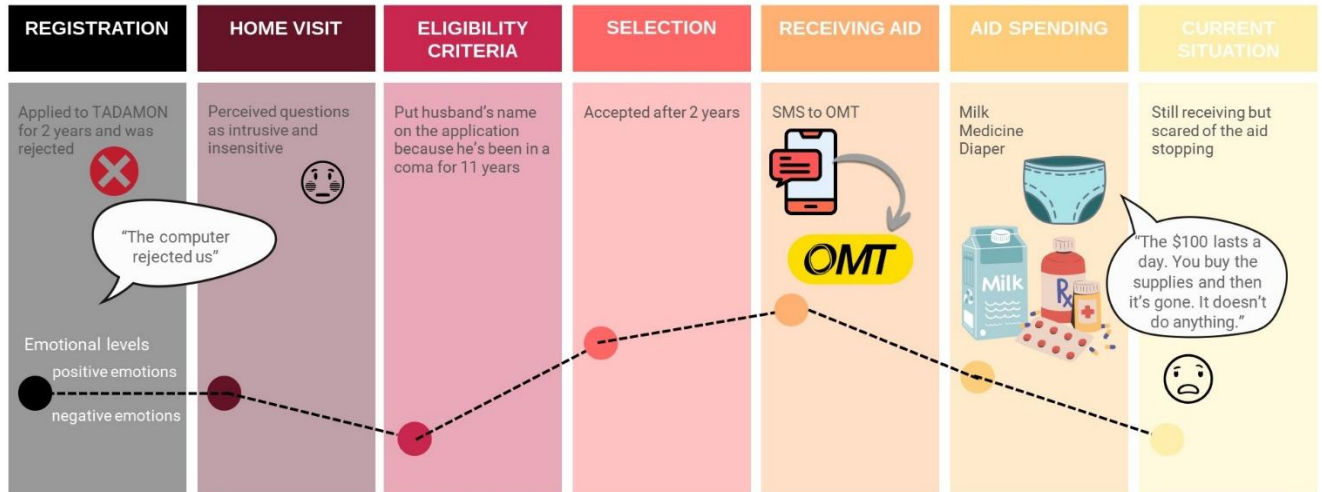 REGISTRATION
HOME VISIT
ELIGIBILITY
CRITERIA
SELECTION
RECEIVING AID
AID SPENDING
CURRENT
SITUATION
Applied to TADAMON
for 2 years and was
rejected
"The computer
rejected us"
Emotional levels
positive emotions
negative emotions
Perceived questions
as intrusive and
insensitive
Put husband's name
on the application
because he's been in a
coma for 11 years
Accepted after 2 years
SMS to OMT
OMT
Milk
Medicine
Diaper
Milk
Rx
"The $100 lasts a
day. You buy the
supplies and then
it's gone. It doesn't
do anything."
Still receiving but
scared of the aid
stopping